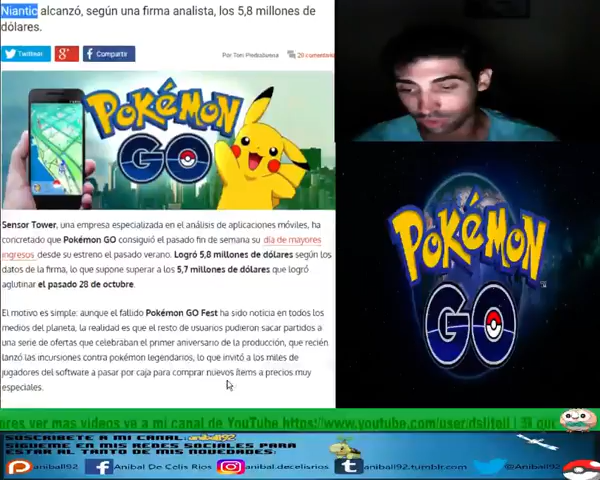 Niantic alcanzó, según una firma analista, los 5,8 millones de
dólares.
Twittear
g+
Compartir
Por Toni Piedrabuena
29 comentarios
POKéMON
GO
Sensor Tower, una empresa especializada en el análisis de aplicaciones móviles, ha
concretado que Pokémon GO consiguió el pasado fin de semana su día de mayores
ingresos desde su estreno el pasado verano. Logró 5,8 millones de dólares según los
datos de la firma, lo que supone superar a los 5,7 millones de dólares que logró
aglutinar el pasado 28 de octubre.
El motivo es simple: aunque el fallido Pokémon GO Fest ha sido noticia en todos los
medios del planeta, la realidad es que el resto de usuarios pudieron sacar partidos a
una serie de ofertas que celebraban el primer aniversario de la producción, que recién
lanzó las incursiones contra pokémon legendarios, lo que invitó a los miles de
jugadores del software a pasar por caja para comprar nuevos ítems a precios muy
especiales.
POKéMON
GO
ores ver mas videos ve a mi canal de YouTube https://www.youtube.com/user/dslitoll | Si que
SUSCRIBETE A MI CANAL: aniball92
SIGUEME EN MIS REDES SOCIALES PARA
ESTAR AL TANTO DE MIS NOVEDADES:
aniball92
Anibal De Celis Rios
anibal.decelisrios
aniball92.tumblr.com
@Aniball92